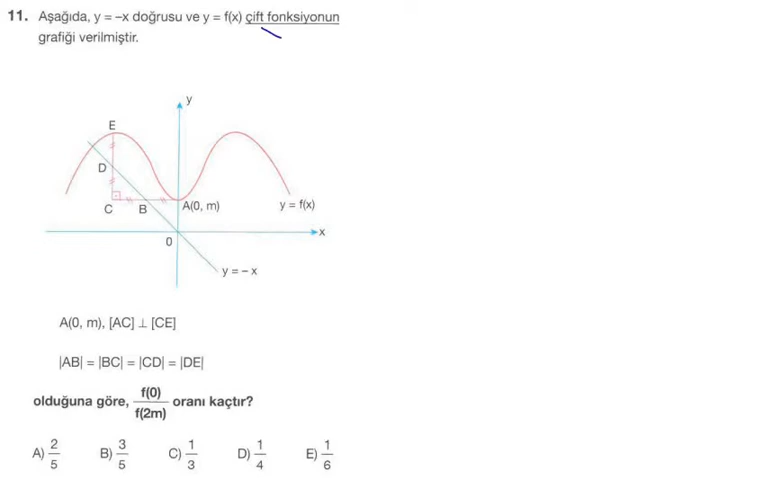 11. Aşağıda, y = –x doğrusu ve y = f(x) çift fonksiyonun
grafiği verilmiştir.
y
E
D
C
B
A(0, m)
y = f(x)
x
0
y = – x
A(0, m), [AC] ⊥ [CE]
|AB| = |BC| = |CD| = |DE|
olduğuna göre, f(0)/f(2m) oranı kaçtır?
A) 2/5 B) 3/5 C) 1/3 D) 1/4 E) 1/6